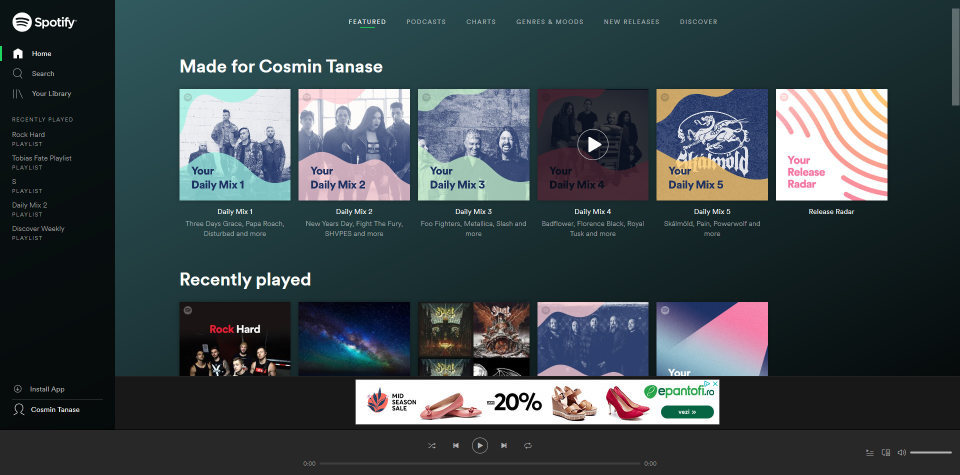 Spotify
Home
Search
Your Library
RECENTLY PLAYED
Rock Hard
PLAYLIST
Tobias Fate Playlist
PLAYLIST
S
PLAYLIST
Daily Mix 2
PLAYLIST
Discover Weekly
PLAYLIST
Install App
Cosmin Tanase
FEATURED PODCASTS CHARTS GENRES & MOODS NEW RELEASES DISCOVER
Made for Cosmin Tanase
Your
Daily Mix 1
Your
Daily Mix 2
Your
Daily Mix 3
Your
Daily Mix 4
Skálmöld
Your
Daily Mix 5
Your
Release
Radar
Daily Mix 1
Three Days Grace, Papa Roach,
Disturbed and more
Daily Mix 2
New Years Day, Fight The Fury,
SHVPES and more
Daily Mix 3
Foo Fighters, Metallica, Slash and
more
Daily Mix 4
Badflower, Florence Black, Royal
Tusk and more
Daily Mix 5
Skálmöld, Pain, Powerwolf and
more
Release Radar
Recently played
Rock Hard
Ghost
Ghost
Your
MID
SEASON
SALE
-20%
epantofi.ro
vezi »
0:00
0:00